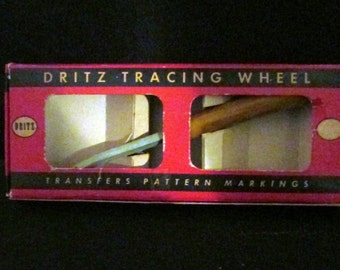 DRITZ TRACING WHEEL
DRITZ
TRANSFERS PATTERN MARKINGS